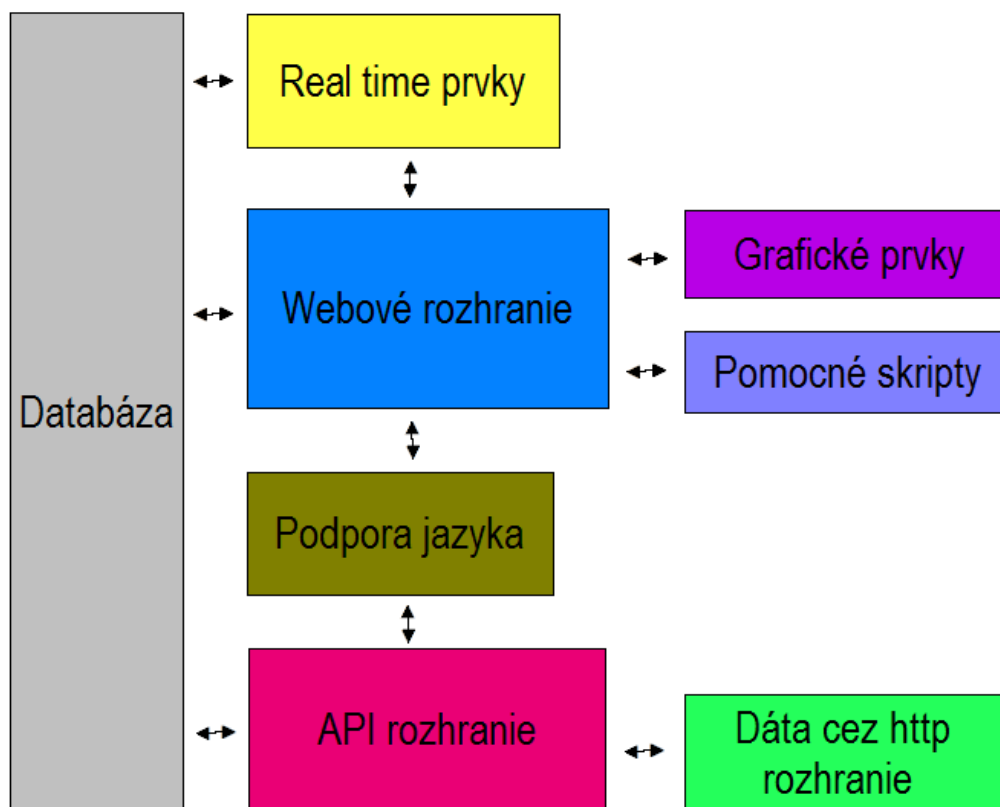 Real time prvky
Webové rozhranie
Grafické prvky
Pomocné skripty
Databáza
Podpora jazyka
API rozhranie
Dáta cez http
rozhranie